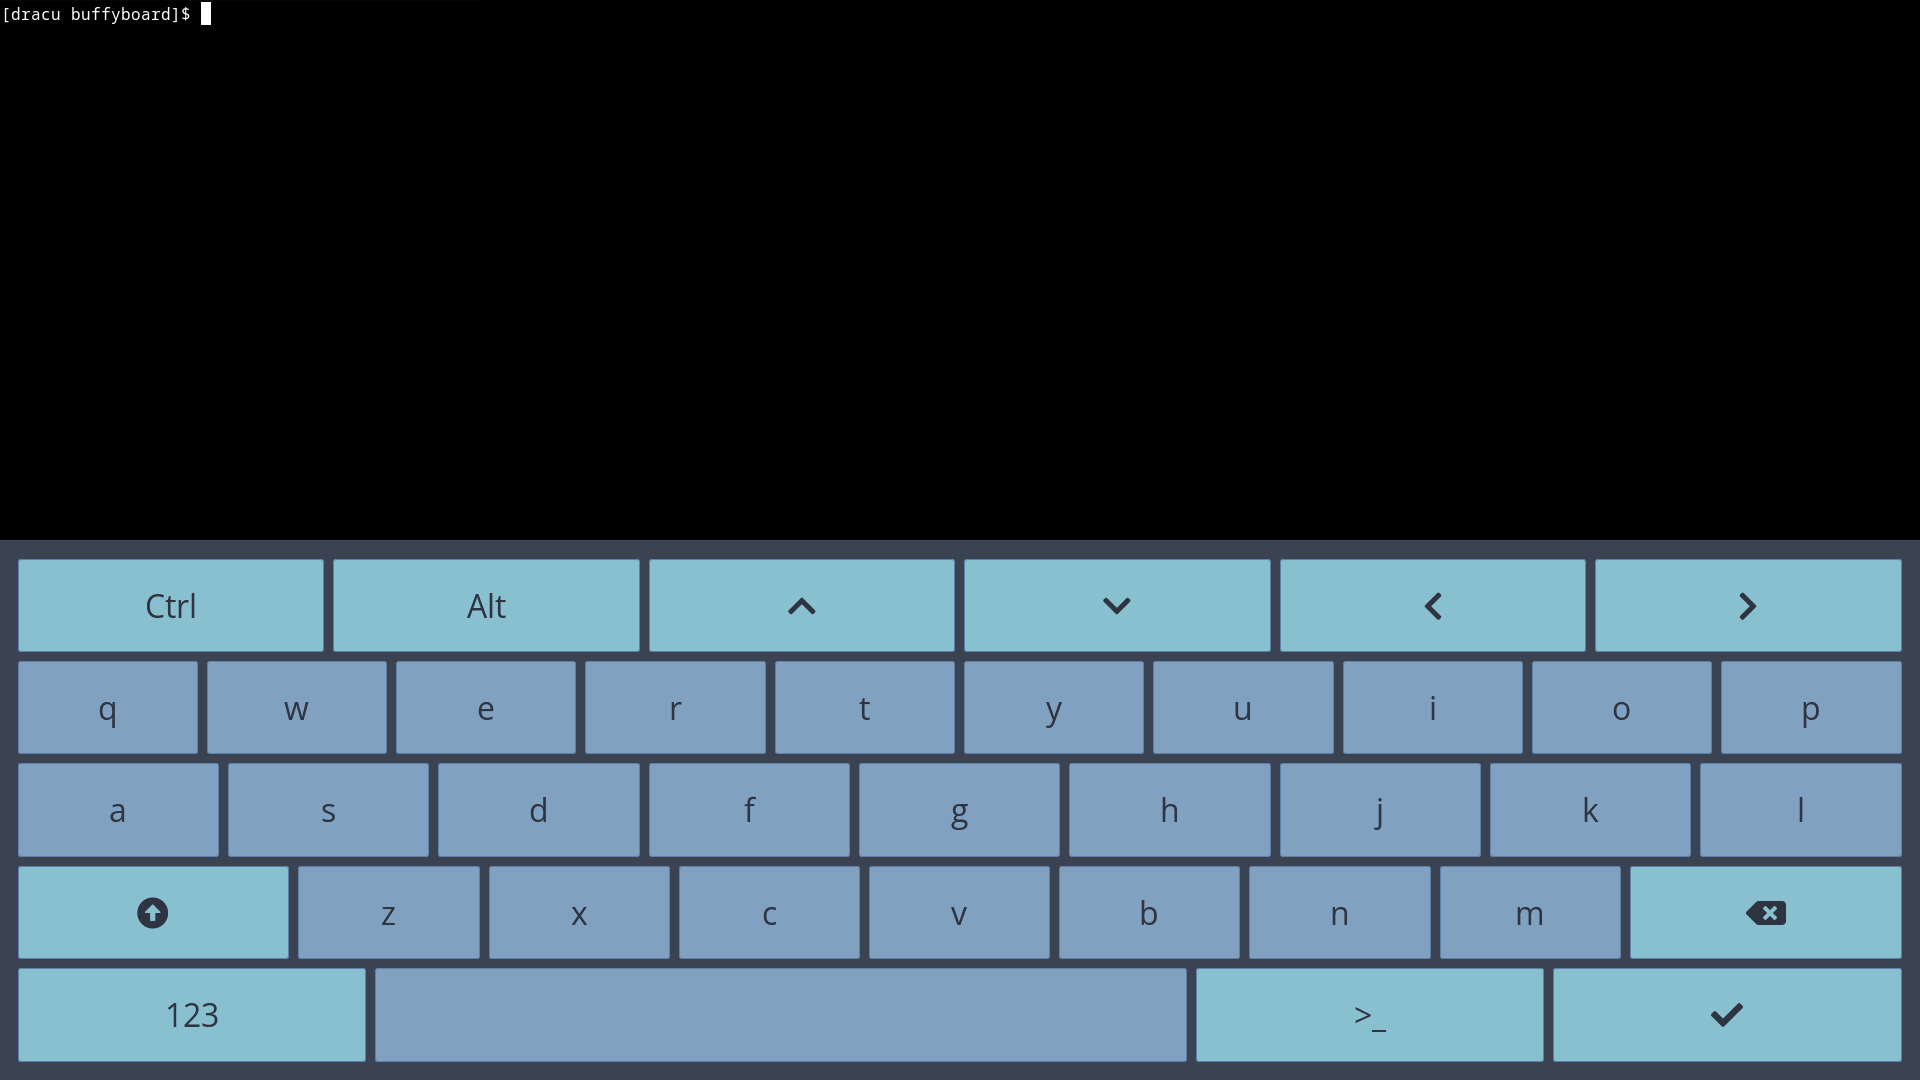 [dracu buffyboard]$
Ctrl Alt
q w e r t y u i o p
a s d f g h j k l
z x c v b n m
123 >_